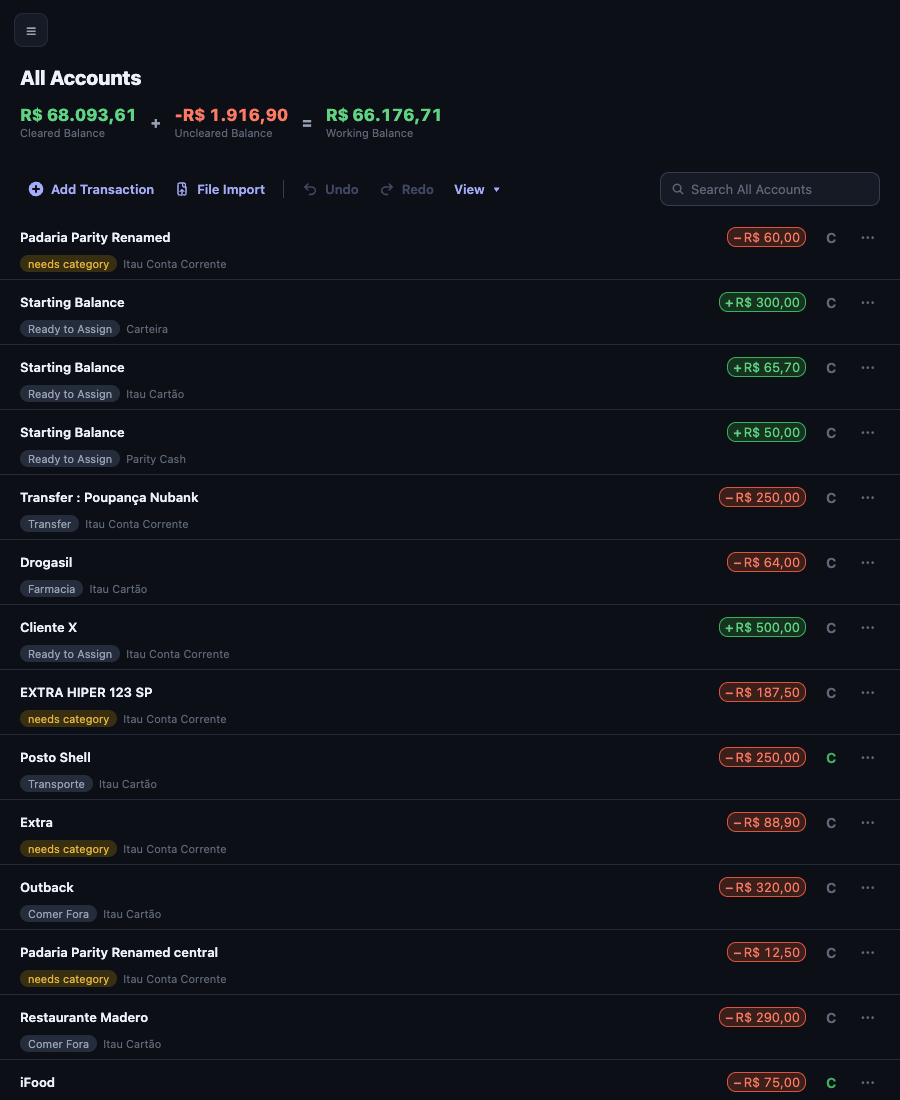 All Accounts
R$ 68.093,61 + -R$ 1.916,90 = R$ 66.176,71
Cleared Balance Uncleared Balance Working Balance
Add Transaction File Import Undo Redo View Search All Accounts
Padaria Parity Renamed −R$ 60,00 C ...
needs category Itau Conta Corrente
Starting Balance +R$ 300,00 C ...
Ready to Assign Carteira
Starting Balance +R$ 65,70 C ...
Ready to Assign Itau Cartão
Starting Balance +R$ 50,00 C ...
Ready to Assign Parity Cash
Transfer : Poupança Nubank −R$ 250,00 C ...
Transfer Itau Conta Corrente
Drogasil −R$ 64,00 C ...
Farmacia Itau Cartão
Cliente X +R$ 500,00 C ...
Ready to Assign Itau Conta Corrente
EXTRA HIPER 123 SP −R$ 187,50 C ...
needs category Itau Conta Corrente
Posto Shell −R$ 250,00 C ...
Transporte Itau Cartão
Extra −R$ 88,90 C ...
needs category Itau Conta Corrente
Outback −R$ 320,00 C ...
Comer Fora Itau Cartão
Padaria Parity Renamed central −R$ 12,50 C ...
needs category Itau Conta Corrente
Restaurante Madero −R$ 290,00 C ...
Comer Fora Itau Cartão
iFood −R$ 75,00 C ...